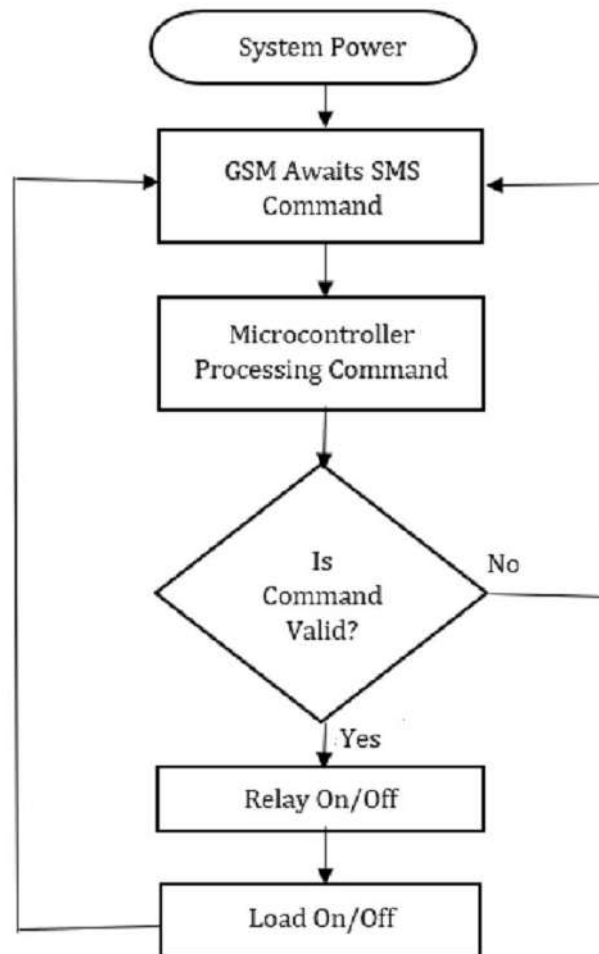 System Power
GSM Awaits SMS
Command
Microcontroller
Processing Command
Is
Command
Valid?
No
Yes
Relay On/Off
Load On/Off